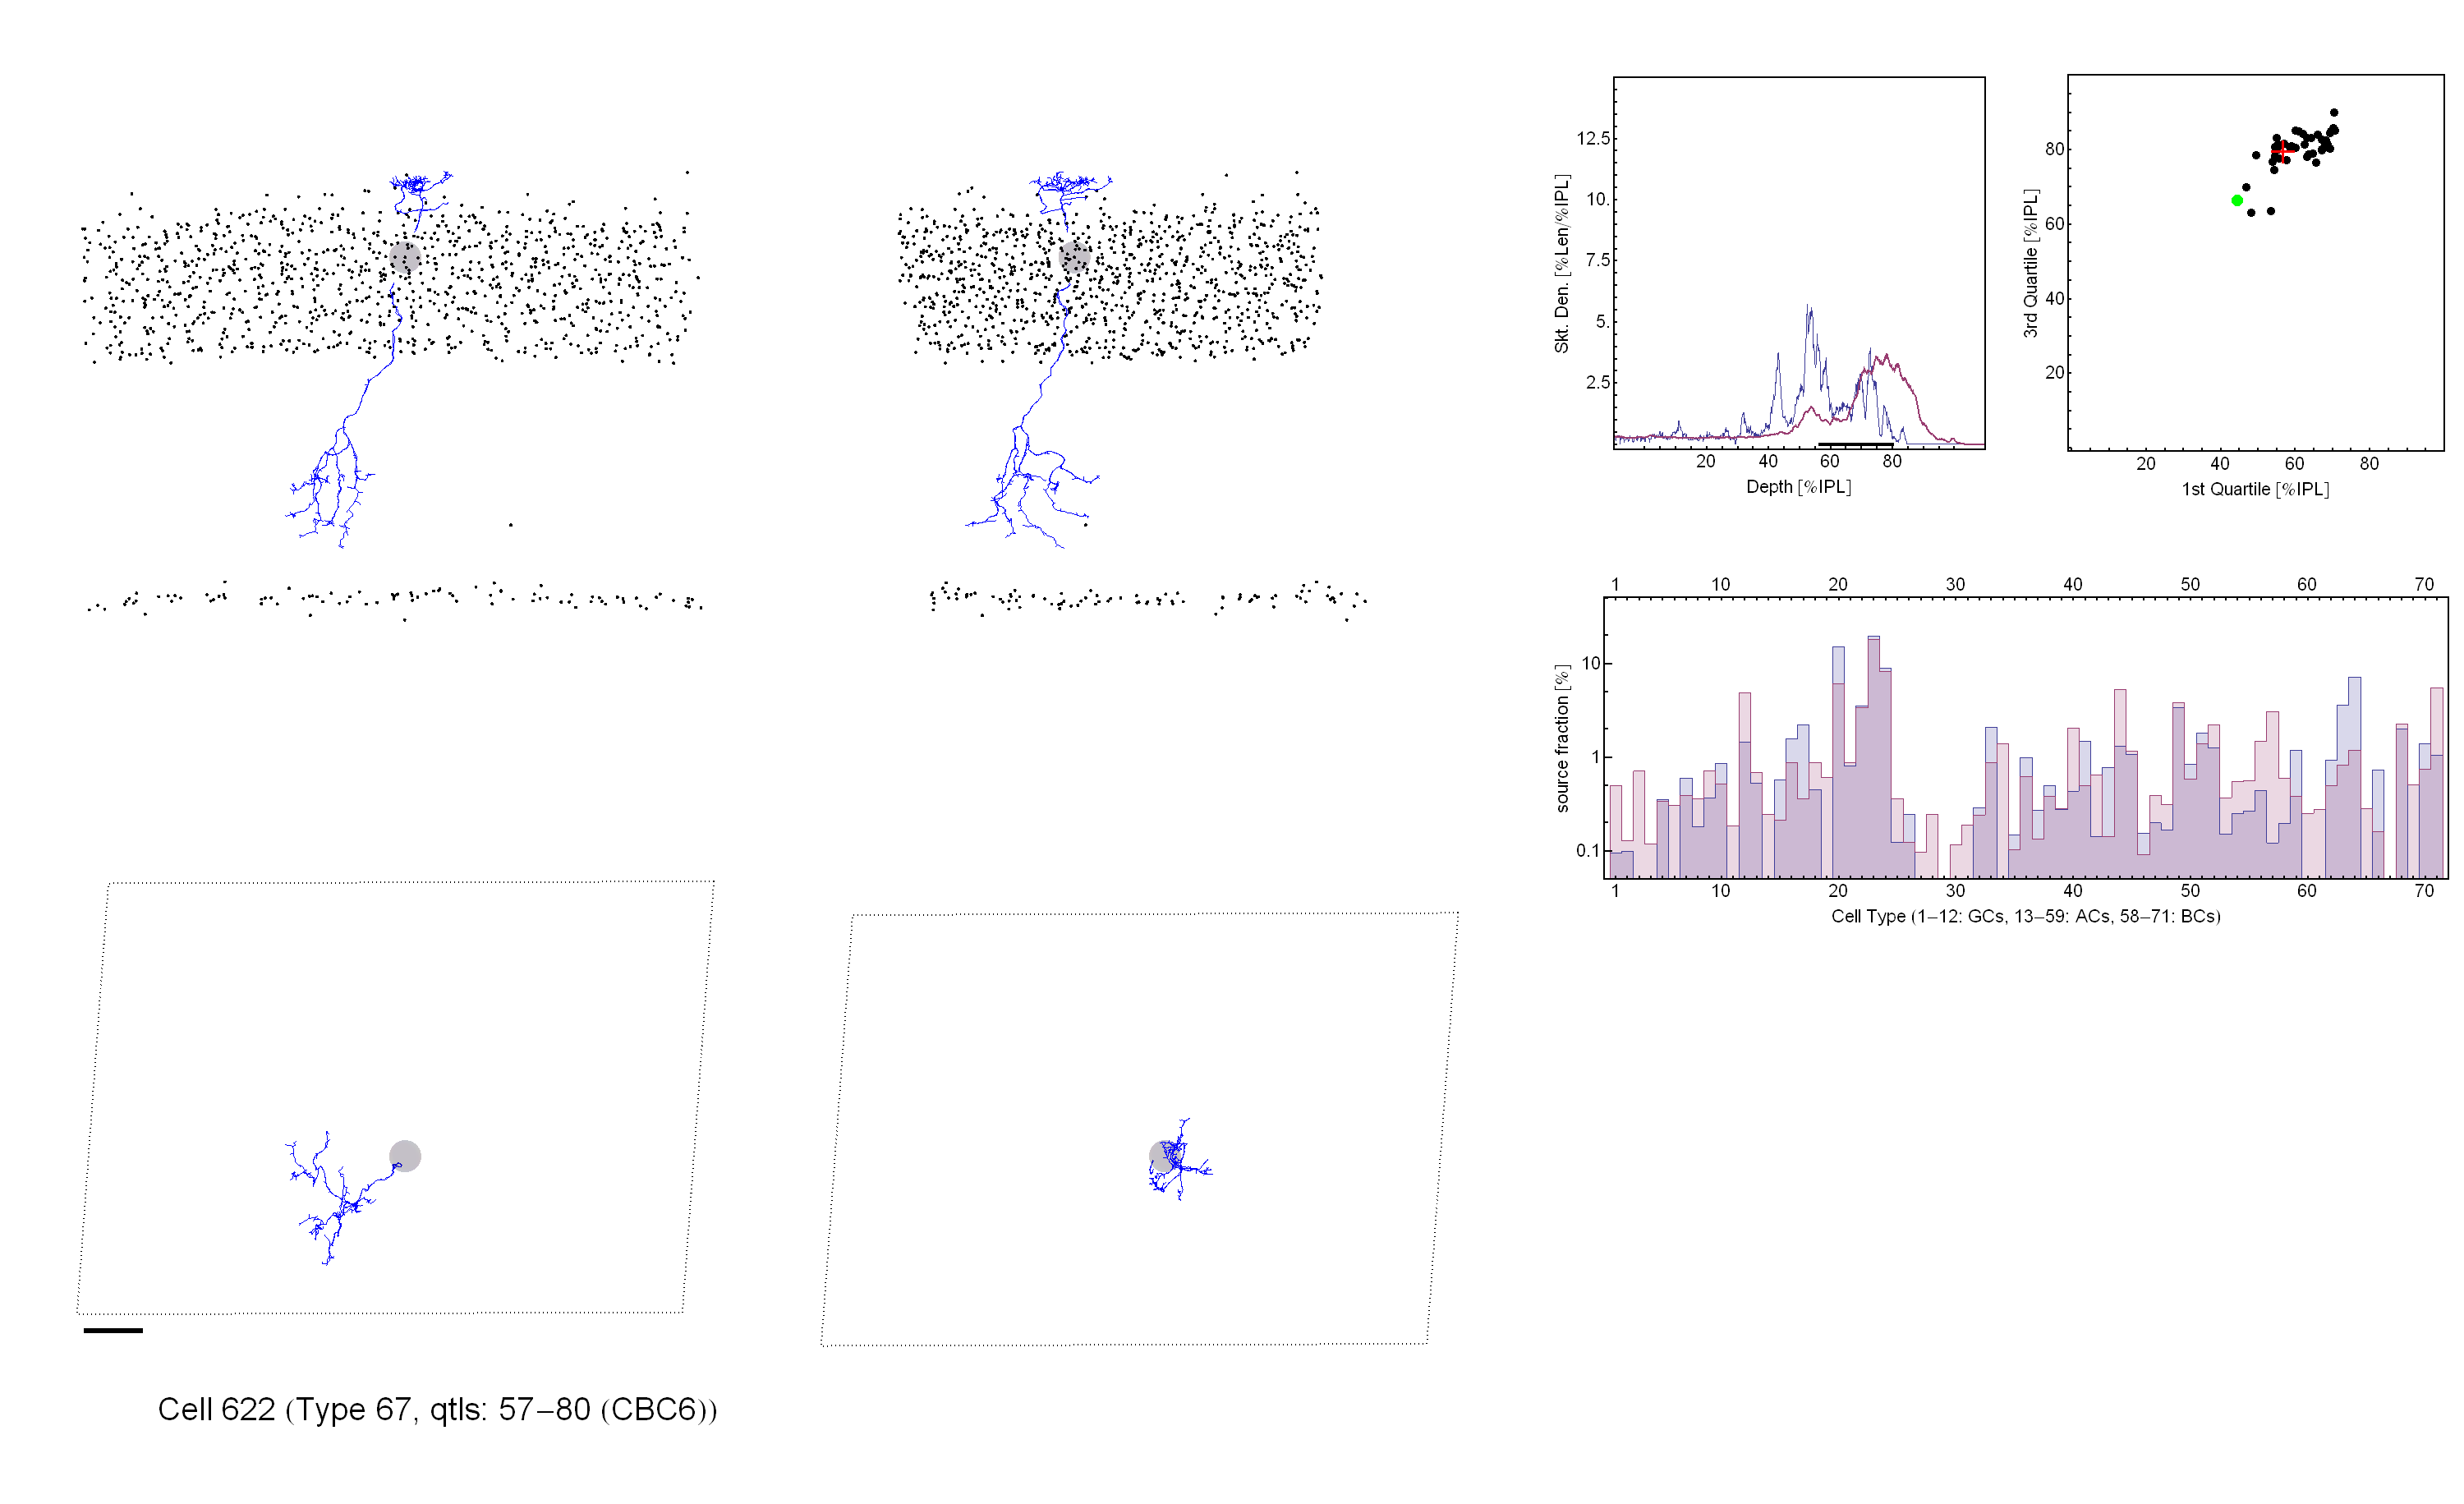 12.5
10.
7.5
5.
2.5
Skt. Den. [%Len/%IPL]
20 40 60 80
Depth [%IPL]
80
60
40
20
3rd Quartile [%IPL]
20 40 60 80
1st Quartile [%IPL]
1 10 20 30 40 50 60 70
10
1
0.1
source fraction [%]
1 10 20 30 40 50 60 70
Cell Type (1−12: GCs, 13−59: ACs, 58−71: BCs)
Cell 622 (Type 67, qtls: 57−80 (CBC6))